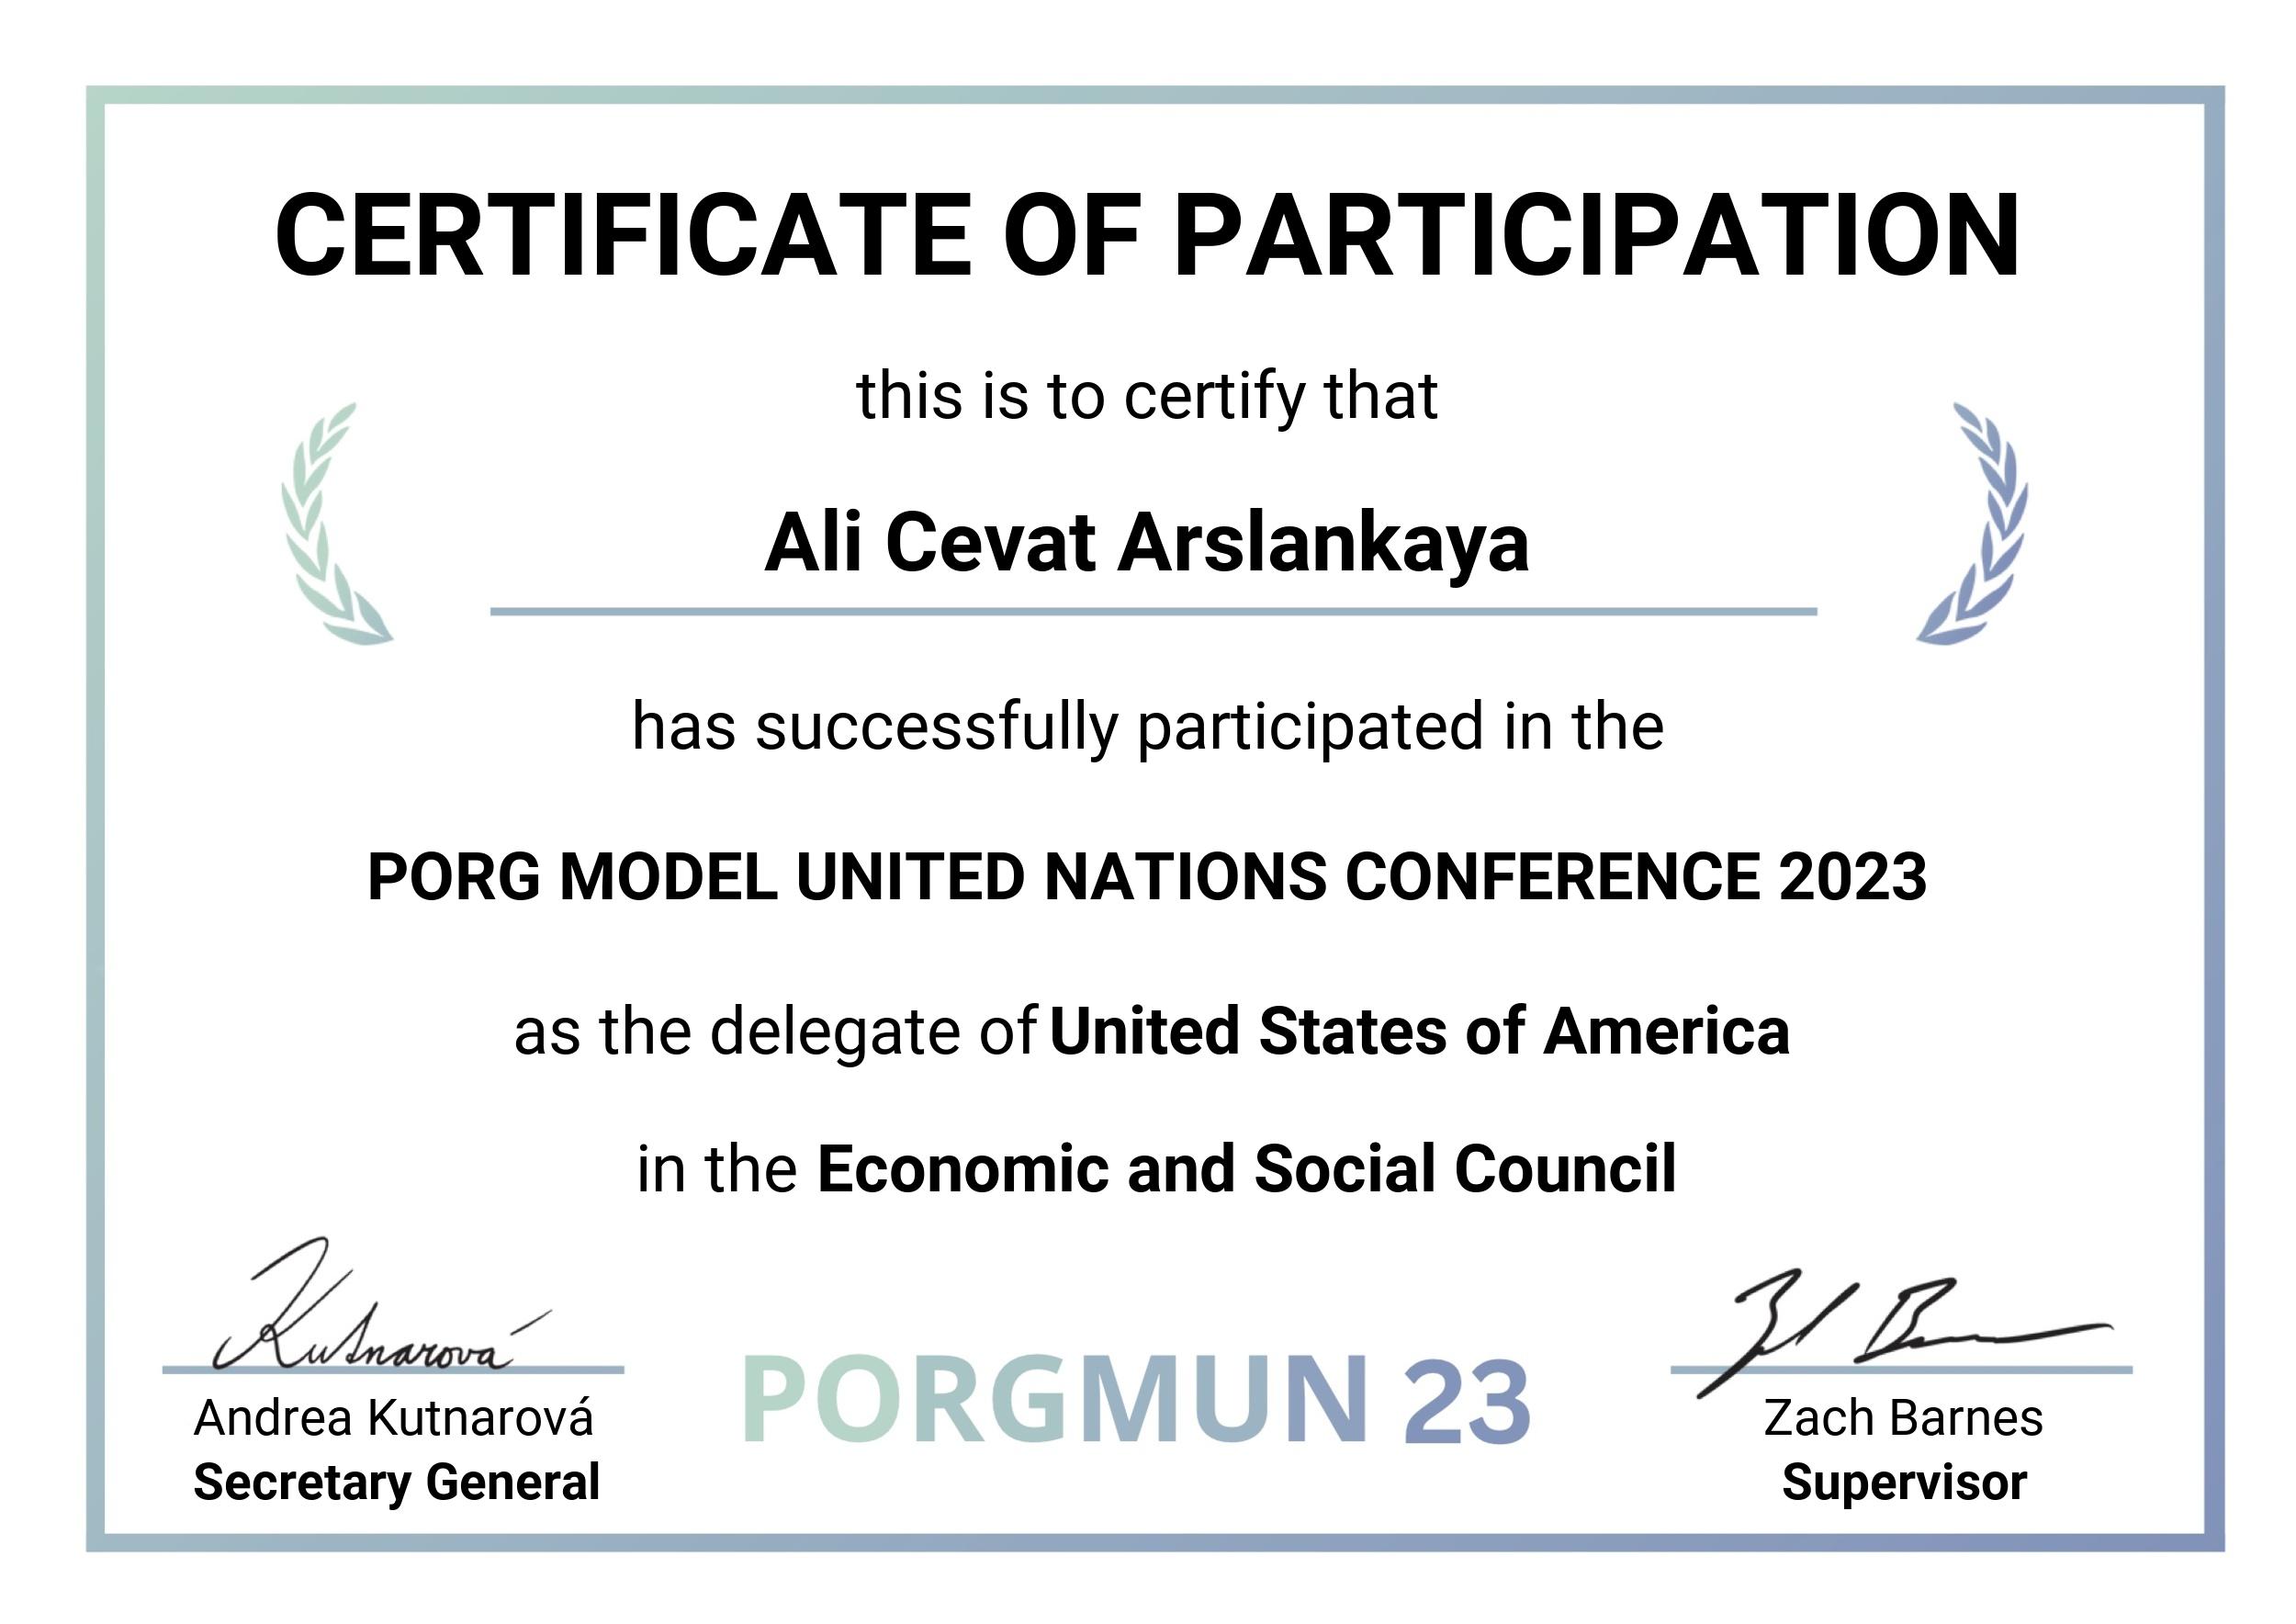 CERTIFICATE OF PARTICIPATION
this is to certify that
Ali Cevat Arslankaya
has successfully participated in the
PORG MODEL UNITED NATIONS CONFERENCE 2023
as the delegate of United States of America
in the Economic and Social Council
Kutnarová
Andrea Kutnarová
Secretary General
PORGMUN 23
Zach Barnes
Supervisor